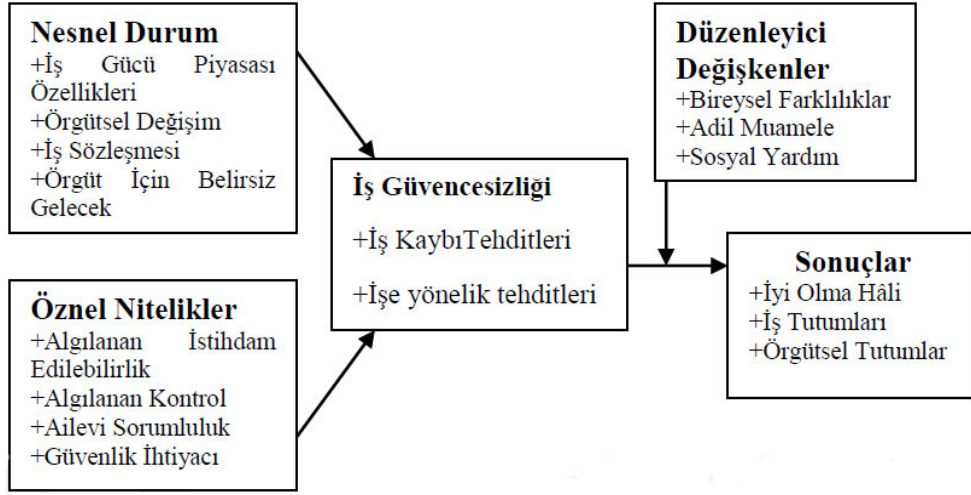 Nesnel Durum
+İş Gücü Piyasası
Özellikleri
+Örgütsel Değişim
+İş Sözleşmesi
+Örgüt İçin Belirsiz
Gelecek
Öznel Nitelikler
+Algılanan İstihdam
Edilebilirlik
+Algılanan Kontrol
+Ailevi Sorumluluk
+Güvenlik İhtiyacı
İş Güvencesizliği
+İş KaybıTehditleri
+İşe yönelik tehditleri
Düzenleyici
Değişkenler
+Bireysel Farklılıklar
+Adil Muamele
+Sosyal Yardım
Sonuçlar
+İyi Olma Hâli
+İş Tutumları
+Örgütsel Tutumlar